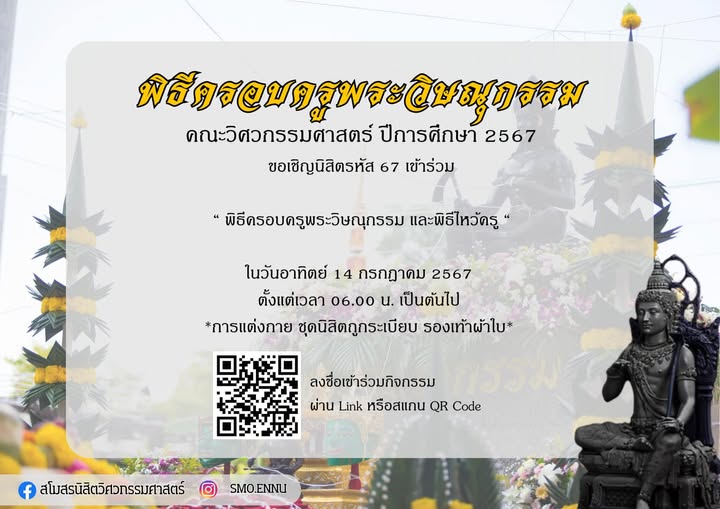 พิธีครอบครูพระวิษณุกรรม
คณะวิศวกรรมศาสตร์ ปีการศึกษา 2567
ขอเชิญนิสิตรหัส 67 เข้าร่วม
“ พิธีครอบครูพระวิษณุกรรม และพิธีไหว้ครู “
ในวันอาทิตย์ 14 กรกฎาคม 2567
ตั้งแต่เวลา 06.00 น. เป็นต้นไป
*การแต่งกาย ชุดนิสิตถูกระเบียบ รองเท้าผ้าใบ*
ลงชื่อเข้าร่วมกิจกรรม
ผ่าน Link หรือสแกน QR Code
สโมสรนิสิตวิศวกรรมศาสตร์ SMO.ENNU